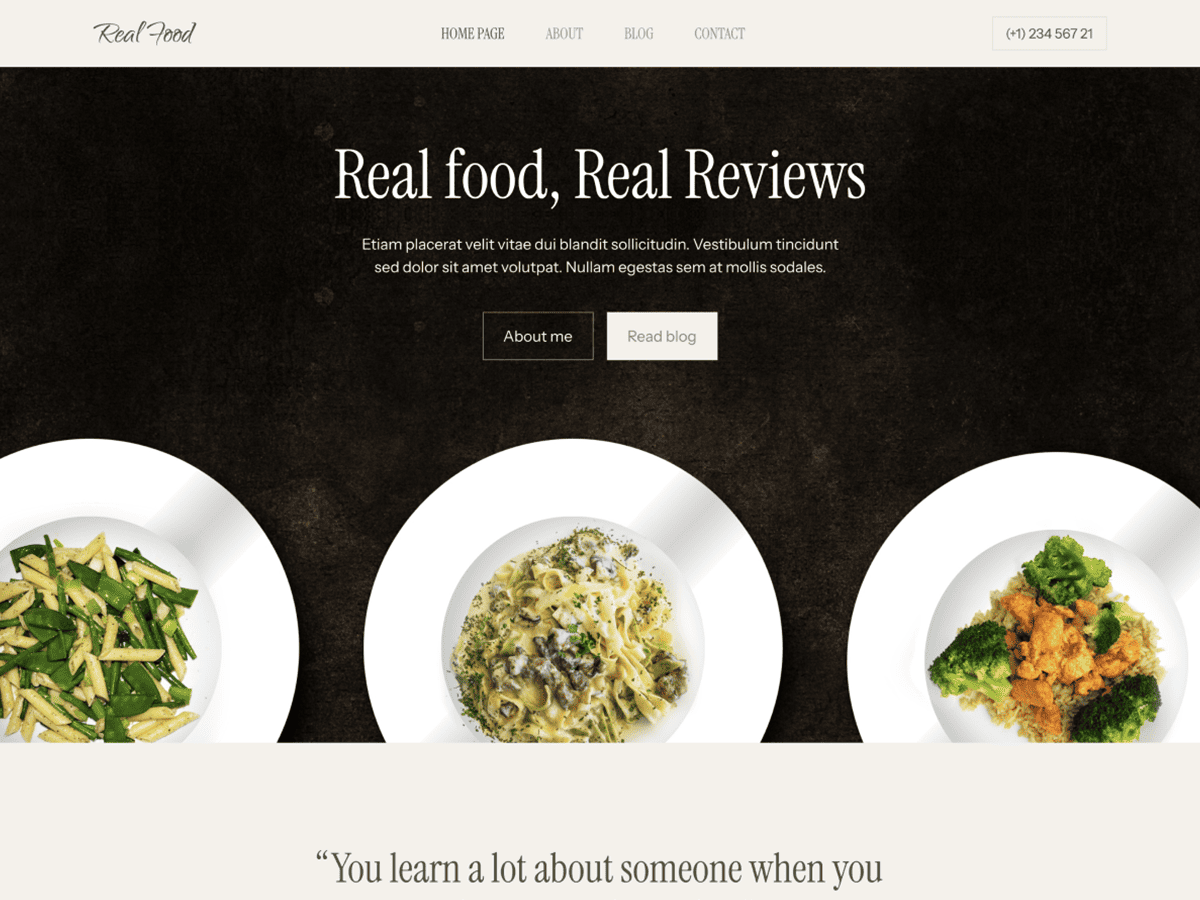 Real Food
HOME PAGE
ABOUT
BLOG
CONTACT
(+1) 234 567 21
Real food, Real Reviews
Etiam placerat velit vitae dui blandit sollicitudin. Vestibulum tincidunt
sed dolor sit amet volutpat. Nullam egestas sem at mollis sodales.
About me
Read blog
“You learn a lot about someone when you